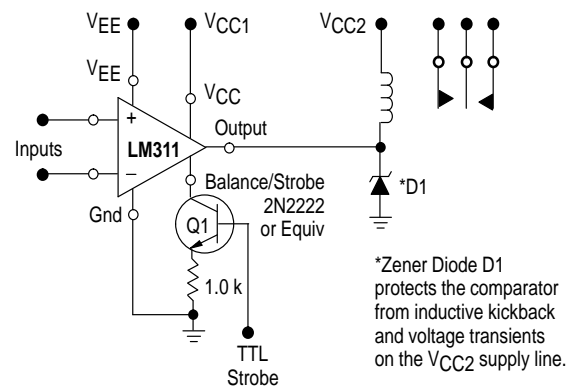 VEE
VCC1
VCC2
VEE
VCC
Output
+
LM311
Inputs
–
Balance/Strobe
2N2222
or Equiv
*D1
Gnd
Q1
1.0 k
TTL
Strobe
*Zener Diode D1
protects the comparator
from inductive kickback
and voltage transients
on the VCC2 supply line.